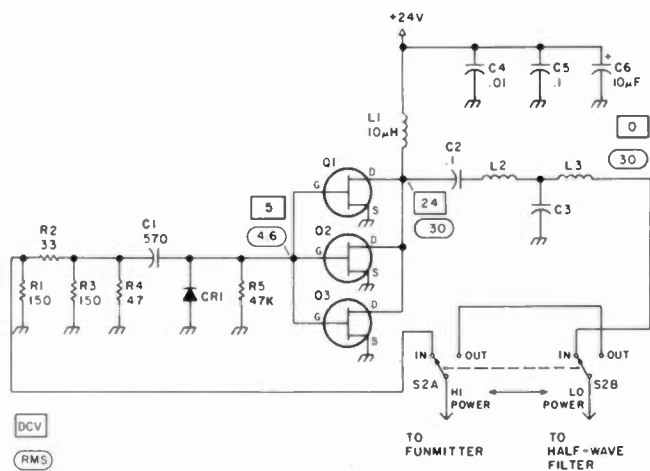 +24V
C4
.01
C5
.1
+
C6
10µF
L1
10µH
0
30
C2
.1
L2
L3
Q1
D
G
S
5
4.6
24
30
C3
C1
570
R2
33
Q2
D
G
S
R1
150
R3
150
R4
47
CR1
R5
47K
Q3
D
G
S
IN
OUT
IN
OUT
S2A
S2B
HI
POWER
LO
POWER
DCV
RMS
TO
FUNMITTER
TO
HALF-WAVE
FILTER